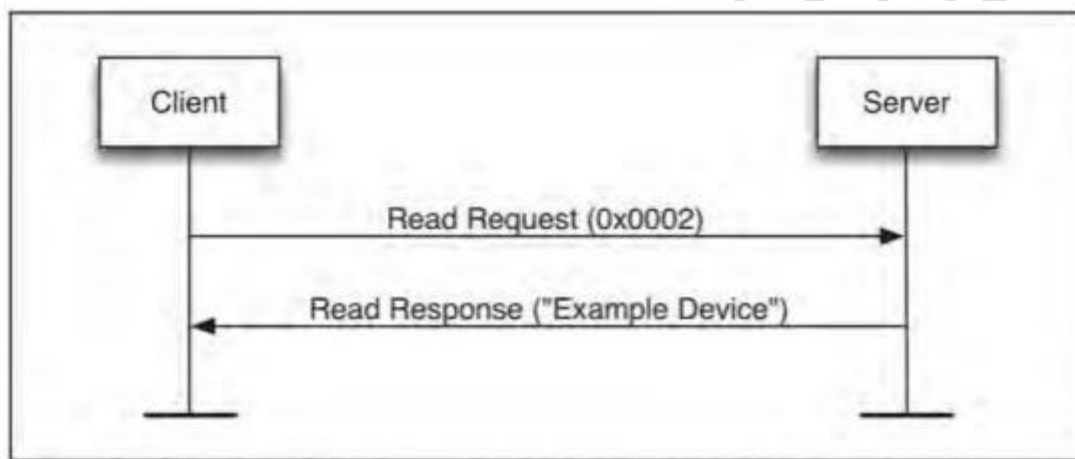 Client
Server
Read Request (0x0002)
Read Response ("Example Device")